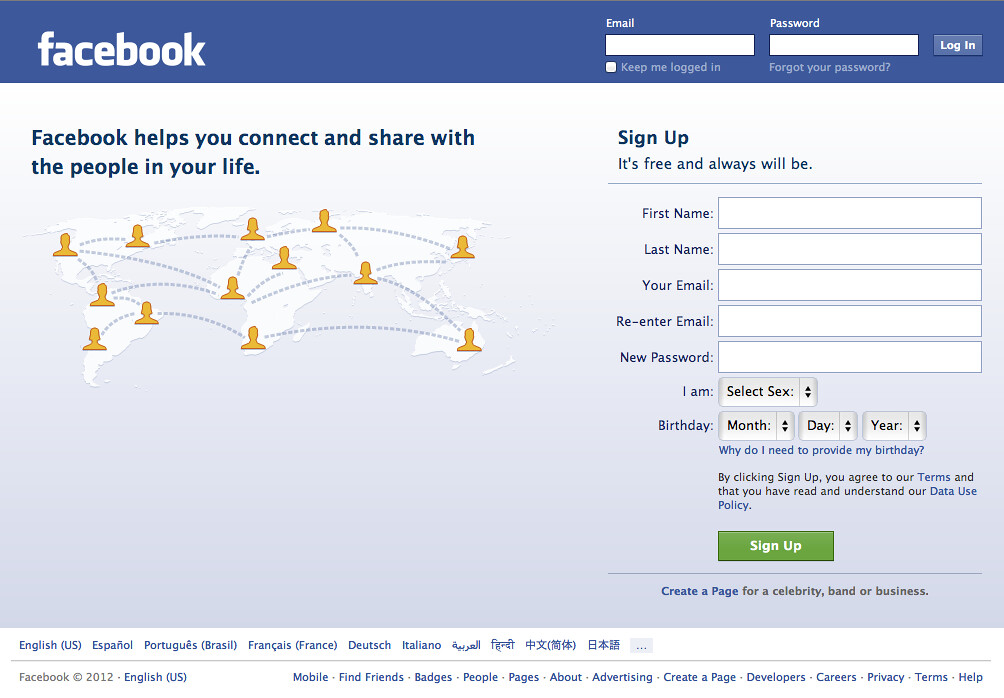 facebook
Email
Password
Log In
Keep me logged in
Forgot your password?
Facebook helps you connect and share with
the people in your life.
Sign Up
It's free and always will be.
First Name:
Last Name:
Your Email:
Re-enter Email:
New Password:
I am: Select Sex:
Birthday: Month: Day: Year:
Why do I need to provide my birthday?
By clicking Sign Up, you agree to our Terms and
that you have read and understand our Data Use
Policy.
Sign Up
Create a Page for a celebrity, band or business.
English (US) Español Português (Brasil) Français (France) Deutsch Italiano العربية हिन्दी 中文(简体) 日本語 ...
Facebook © 2012 · English (US)
Mobile · Find Friends · Badges · People · Pages · About · Advertising · Create a Page · Developers · Careers · Privacy · Terms · Help